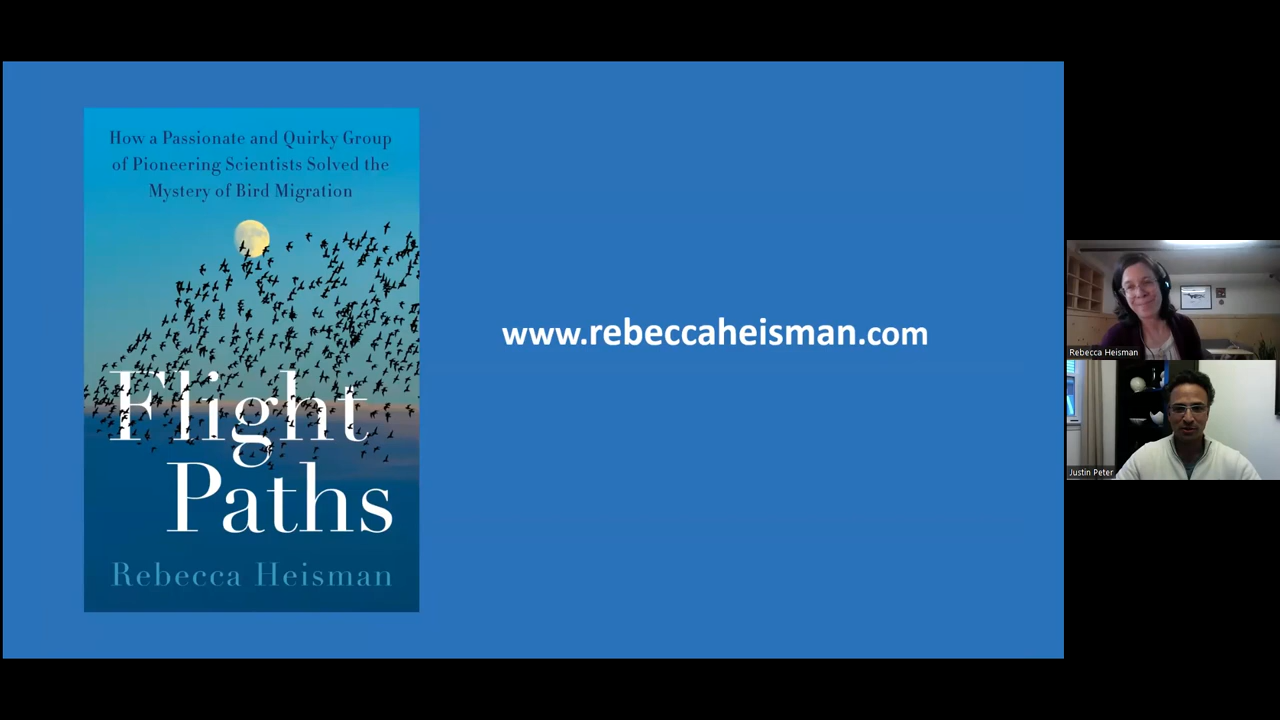 How a Passionate and Quirky Group
of Pioneering Scientists Solved the
Mystery of Bird Migration
Flight
Paths
Rebecca Heisman
www.rebeccaheisman.com
Rebecca Heisman
Justin Peter